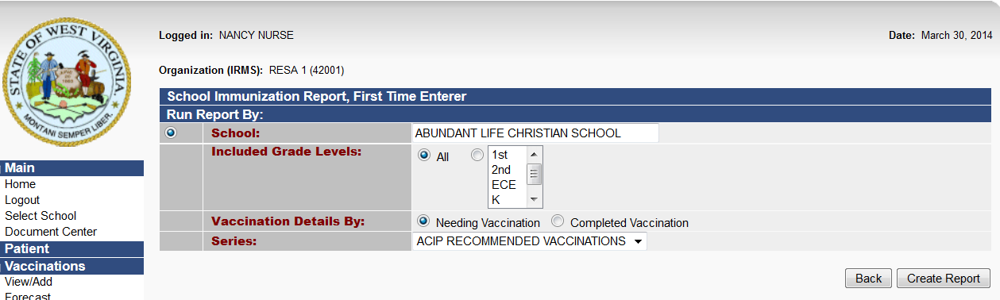 STATE OF WEST VIRGINIA
MONTANI SEMPER LIBERI
Logged in: NANCY NURSE
Date: March 30, 2014
Organization (IRMS): RESA 1 (42001)
School Immunization Report, First Time Enterer
Run Report By:
School: ABUNDANT LIFE CHRISTIAN SCHOOL
Included Grade Levels: All 1st
2nd
ECE
K
Vaccination Details By: Needing Vaccination Completed Vaccination
Series: ACIP RECOMMENDED VACCINATIONS
Back Create Report
Main
Home
Logout
Select School
Document Center
Patient
Vaccinations
View/Add
Forecast